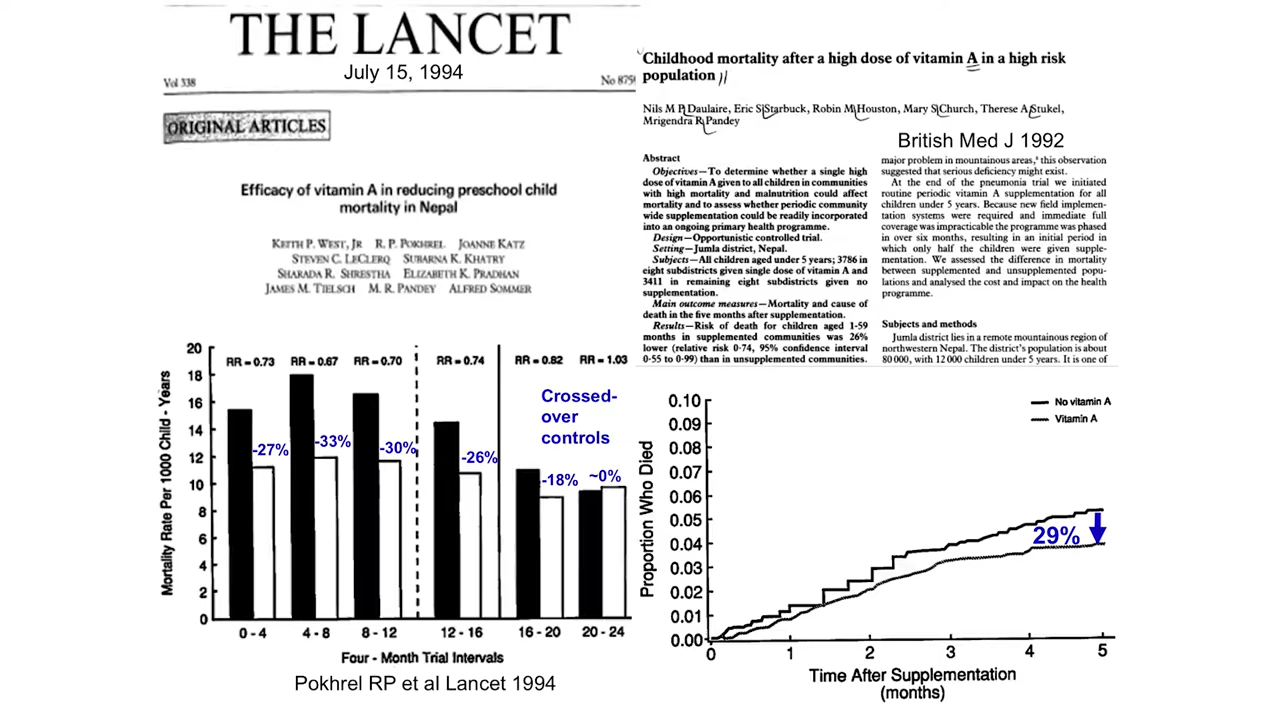 THE LANCET
July 15, 1994
Vol 338
No 875
ORIGINAL ARTICLES
Efficacy of vitamin A in reducing preschool child
mortality in Nepal
KEITH P. WEST, JR R. P. POKHREL JOANNE KATZ
STEVEN C. LECLERQ SUBARNA K. KHATRY
SHARADA R. SHRESTHA ELIZABETH K. PRADHAN
JAMES M. TIELSCH M. R. PANDEY ALFRED SOMMER
20
18
16
14
12
10
8
6
4
2
0
Mortality Rate Per 1000 Child - Years
RR = 0.73 RR = 0.67 RR = 0.70 RR = 0.74 RR = 0.82 RR = 1.03
-27% -33% -30% -26% -18% ~0%
Crossed-
over
controls
0 - 4 4 - 8 8 - 12 12 - 16 16 - 20 20 - 24
Four - Month Trial Intervals
Pokhrel RP et al Lancet 1994
Childhood mortality after a high dose of vitamin A in a high risk
population
Nils M P Daulaire, Eric S Starbuck, Robin M Houston, Mary S Church, Therese A Stukel,
Mrigendra R Pandey
British Med J 1992
Abstract
Objectives—To determine whether a single high
dose of vitamin A given to all children in communities
with high mortality and malnutrition could affect
mortality and to assess whether periodic community
wide supplementation could be readily incorporated
into an ongoing primary health programme.
Design—Opportunistic controlled trial.
Setting—Jumla district, Nepal.
Subjects—All children aged under 5 years; 3786 in
eight subdistricts given single dose of vitamin A and
3411 in remaining eight subdistricts given no
supplementation.
Main outcome measures—Mortality and cause of
death in the five months after supplementation.
Results—Risk of death for children aged 1-59
months in supplemented communities was 26%
lower (relative risk 0·74, 95% confidence interval
0·55 to 0·99) than in unsupplemented communities.
major problem in mountainous areas, this observation
suggested that serious deficiency might exist.
At the end of the pneumonia trial we initiated
routine periodic vitamin A supplementation for all
children under 5 years. Because new field implemen-
tation systems were required and immediate full
coverage was impracticable the programme was phased
in over six months, resulting in an initial period in
which only half the children were given supple-
mentation. We assessed the difference in mortality
between supplemented and unsupplemented popu-
lations and analysed the cost and impact on the health
programme.
Subjects and methods
Jumla district lies in a remote mountainous region of
northwestern Nepal. The district's population is about
80 000, with 12 000 children under 5 years. It is one of
0.10
0.09
0.08
0.07
0.06
0.05
0.04
0.03
0.02
0.01
0.00
Proportion Who Died
No vitamin A
Vitamin A
29%
0 1 2 3 4 5
Time After Supplementation
(months)